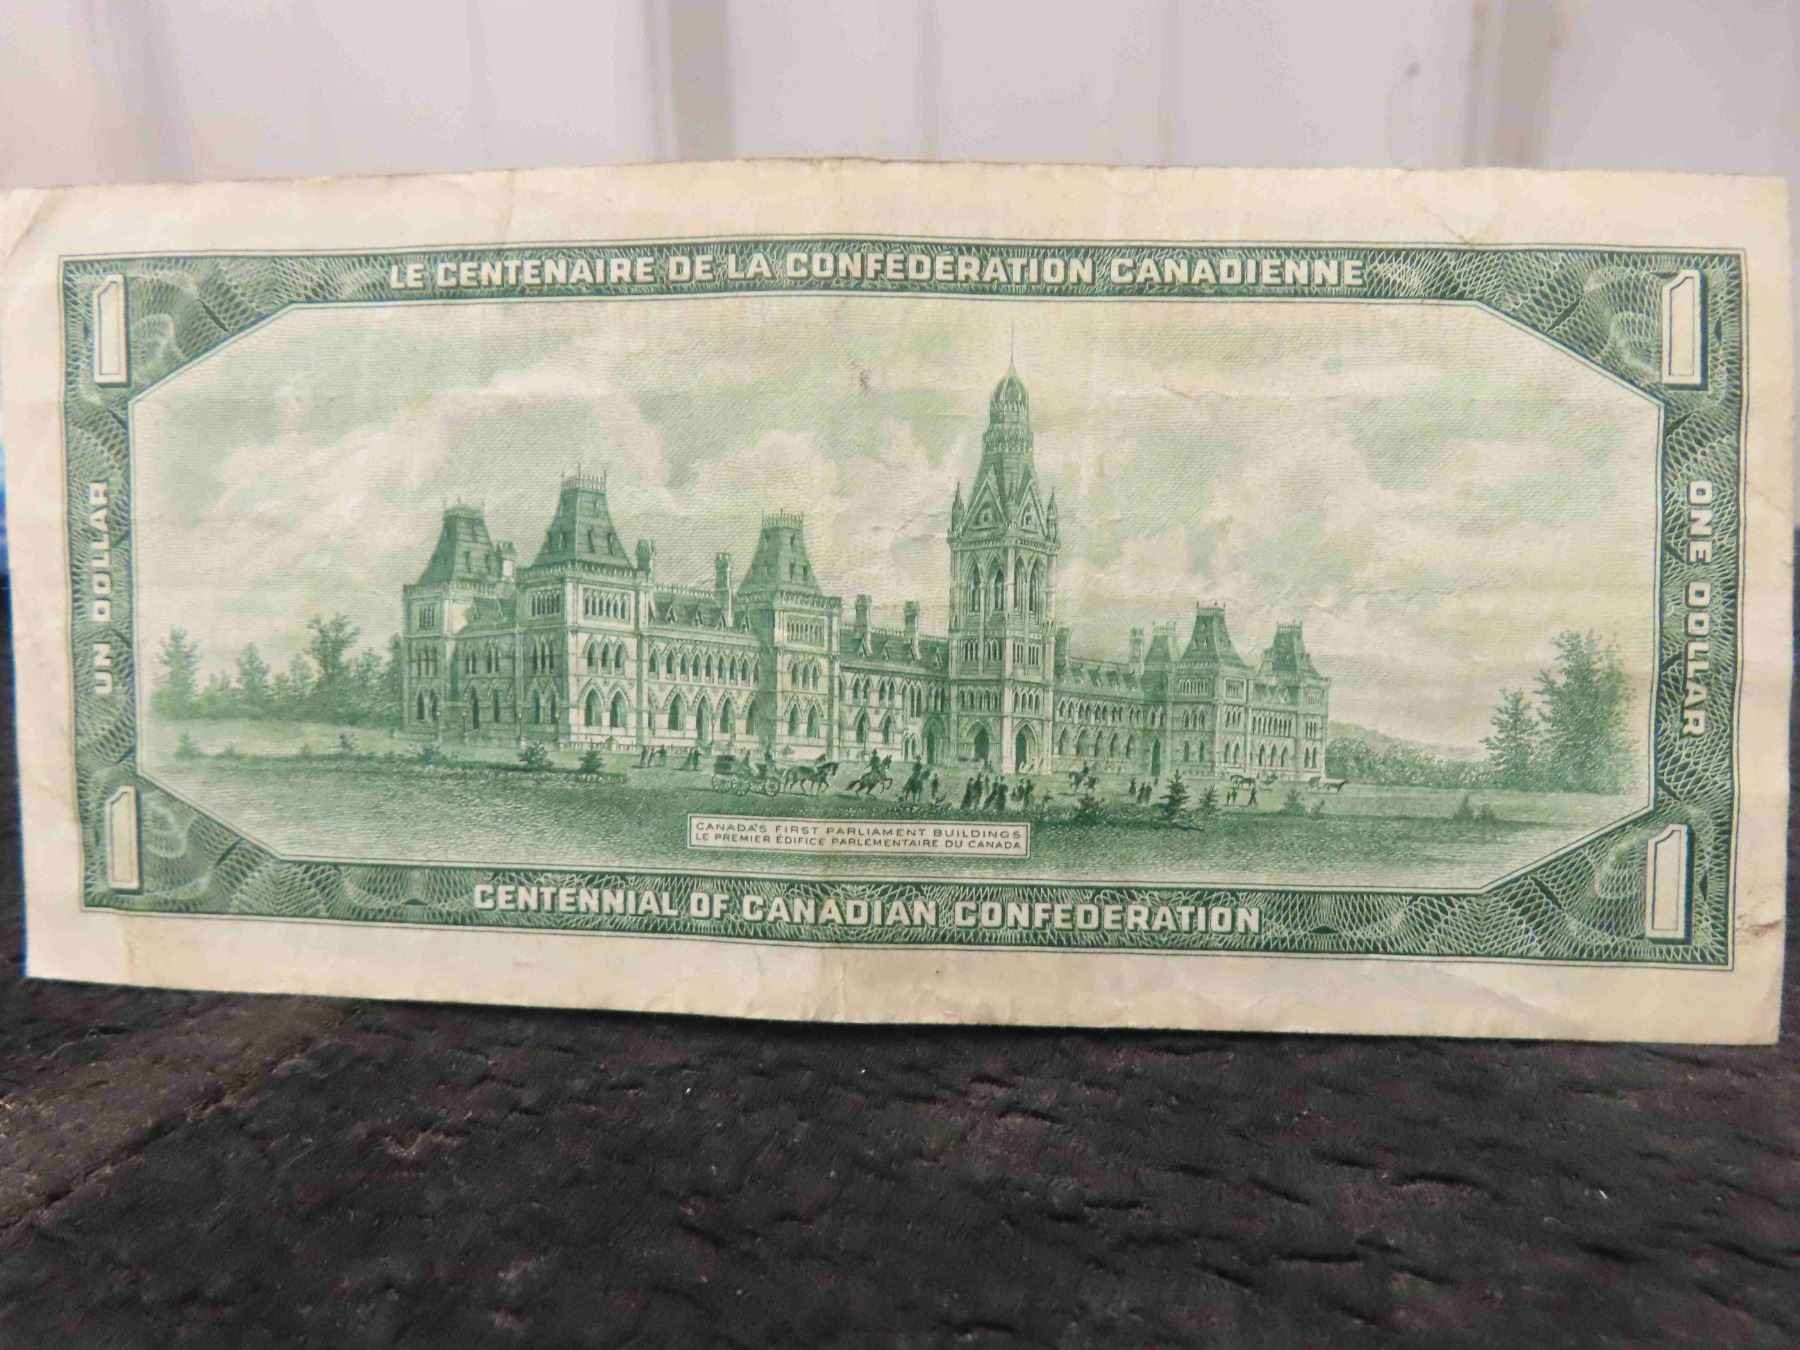 LE CENTENAIRE DE LA CONFÉDÉRATION CANADIENNE
1
1
UN DOLLAR
ONE DOLLAR
CANADA'S FIRST PARLIAMENT BUILDINGS
LE PREMIER ÉDIFICE PARLEMENTAIRE DU CANADA
1
1
CENTENNIAL OF CANADIAN CONFEDERATION